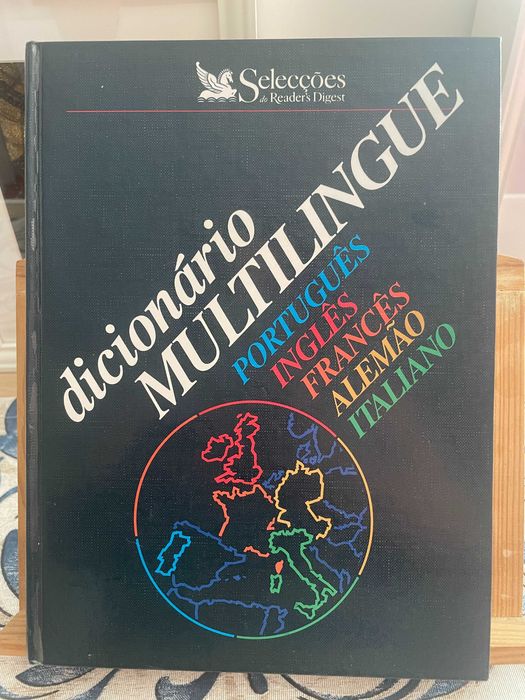 Selecções
do Reader's Digest
dicionário
MULTILINGUE
PORTUGUÊS
INGLÊS
FRANCÊS
ALEMÃO
ITALIANO